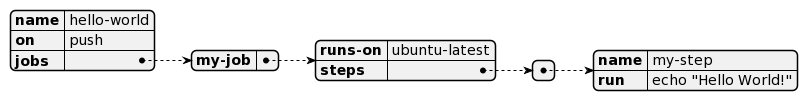 name hello-world
on push
jobs
my-job
runs-on ubuntu-latest
steps
name my-step
run echo "Hello World!"